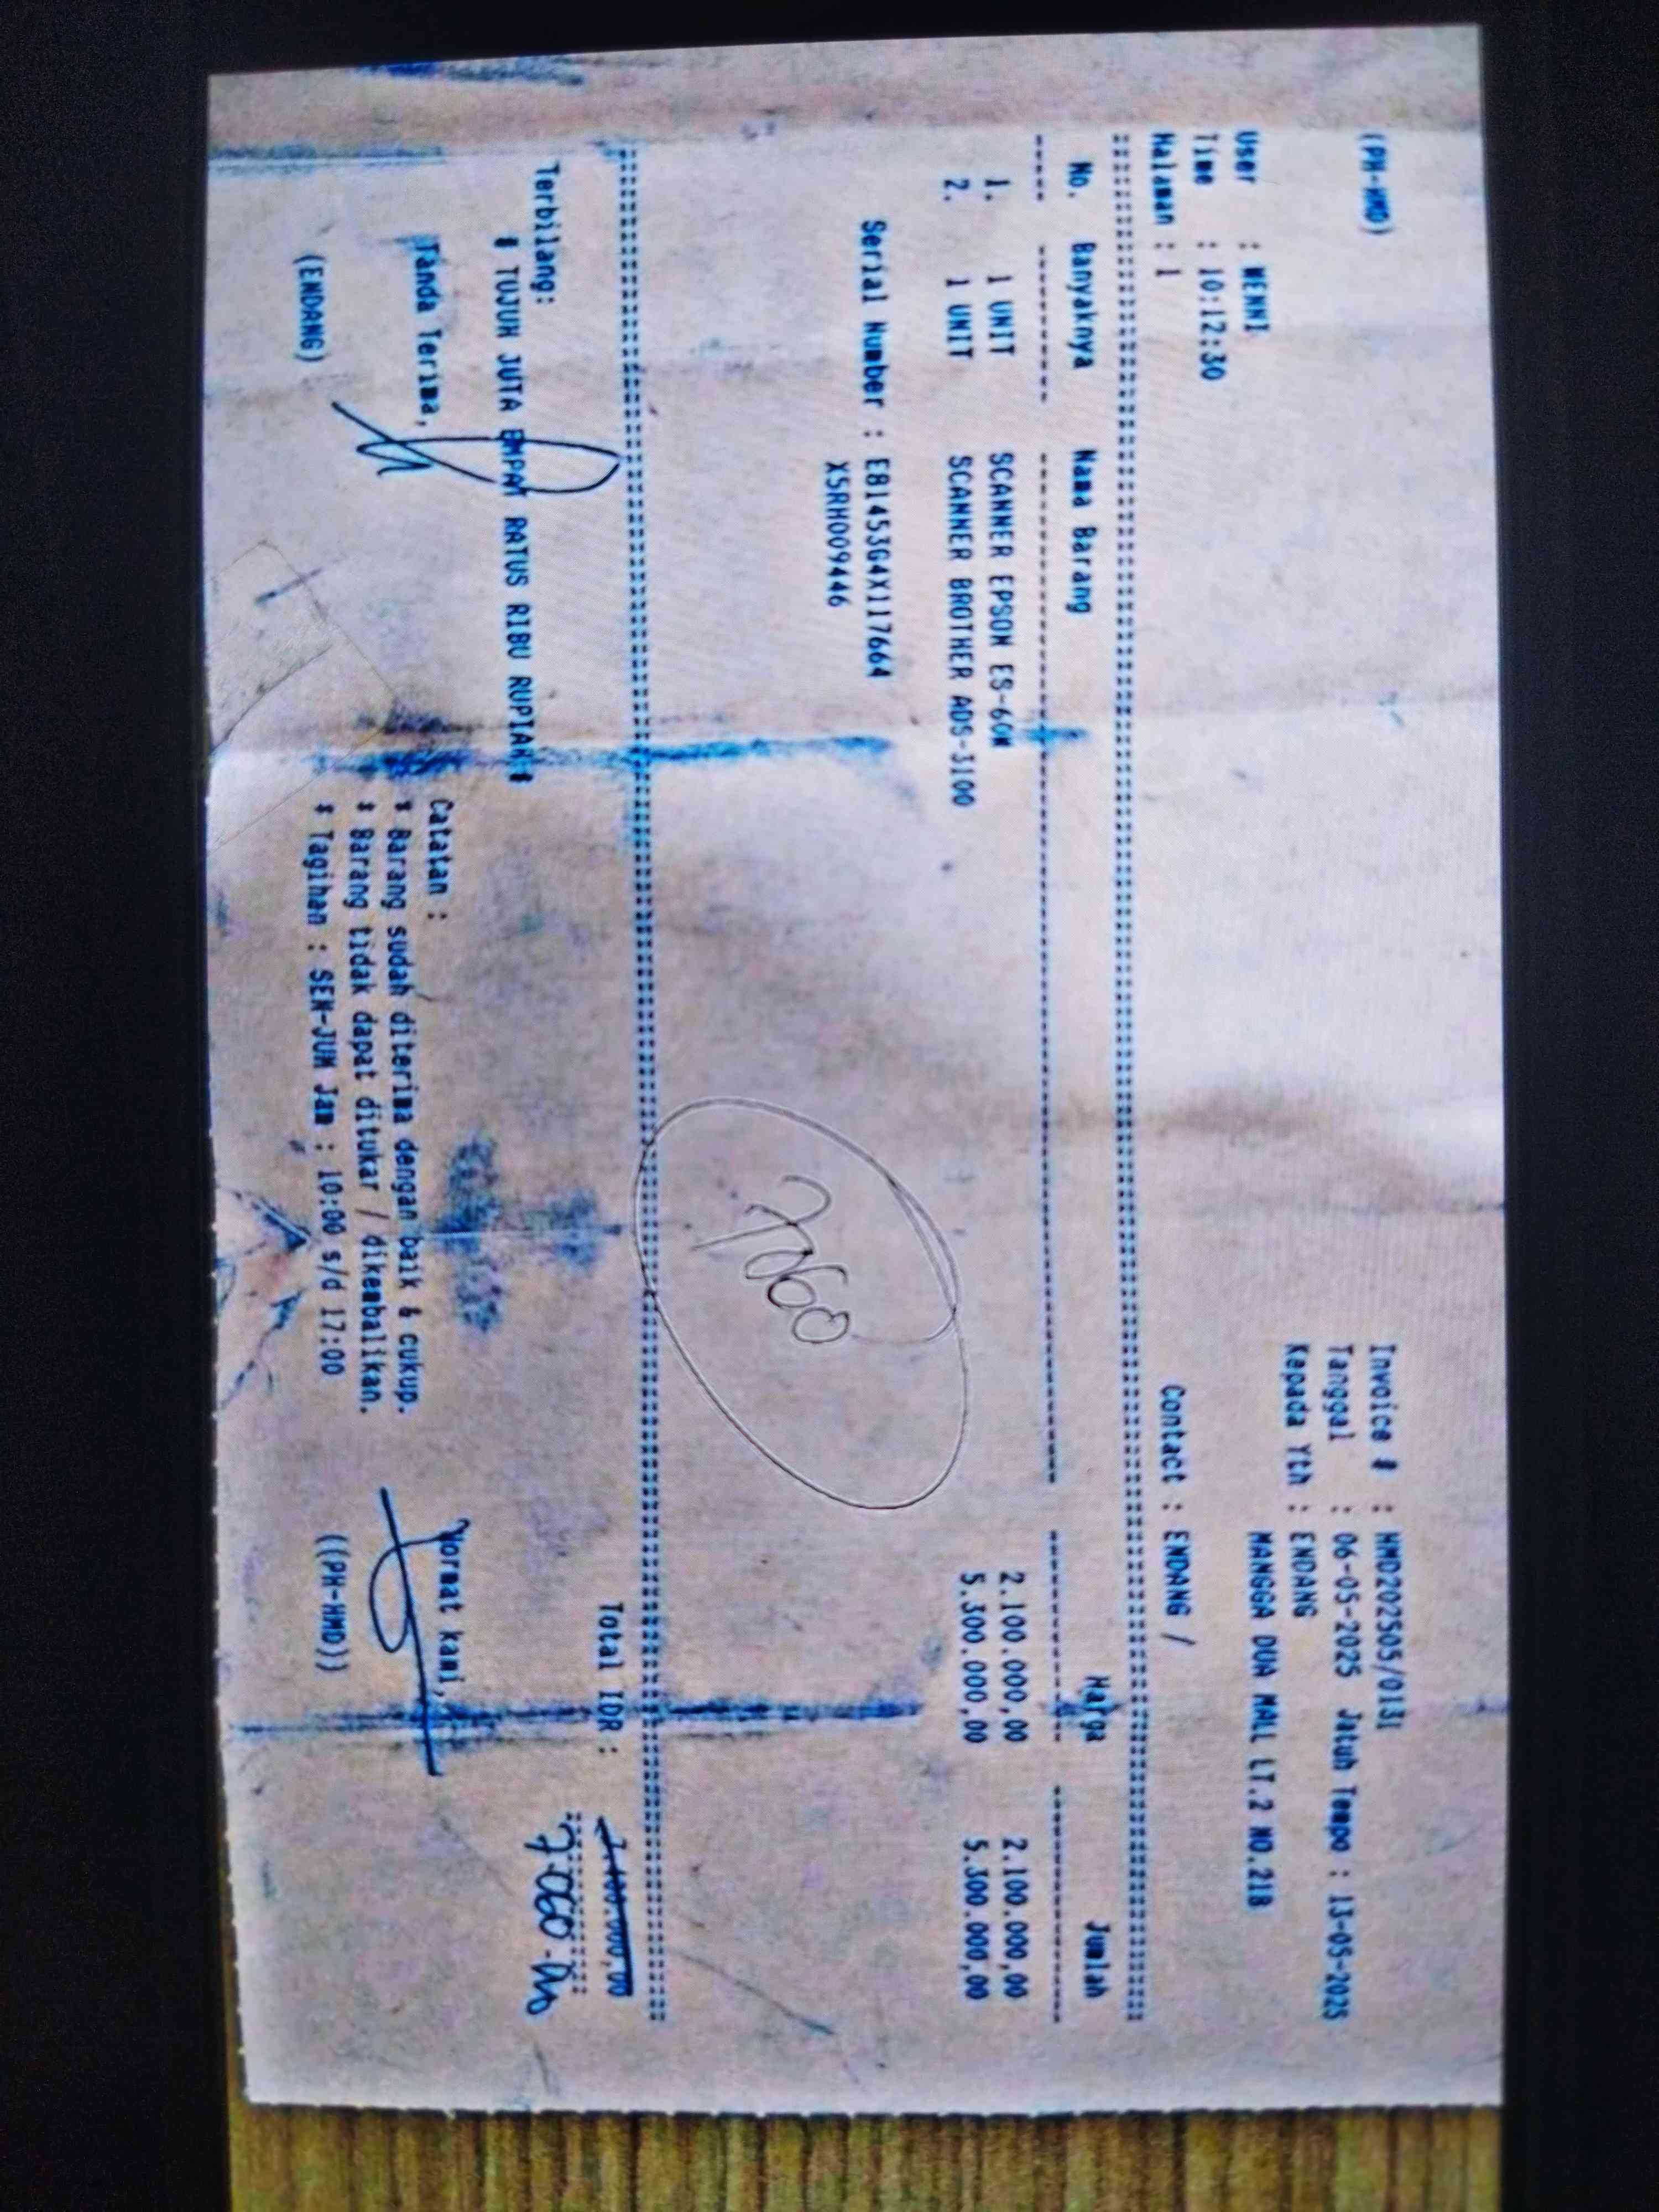 (PH-HMD)
Invoice # : HMD202505/0131
Tanggal : 06-05-2025 Jatuh Tempo : 13-05-2025
Kepada Yth : ENDANG
MANGGA DUA MALL LT.2 NO.21B
User : WENNI
Time : 10:12:30
Halaman : 1
Contact : ENDANG /
No. Banyaknya Nama Barang Harga Jumlah
1. 1 UNIT SCANNER EPSON ES-60W 2.100.000,00 2.100.000,00
2. 1 UNIT SCANNER BROTHER ADS-3100 5.300.000,00 5.300.000,00
Serial Number : EB1453G4X117664
X5RH009446
7060
Total IDR : 7.400.000,00
7.060
Terbilang:
# TUJUH JUTA EMPAT RATUS RIBU RUPIAH#
Tanda Terima,
(ENDANG)
Catatan :
* Barang sudah diterima dengan baik & cukup.
* Barang tidak dapat ditukar / dikembalikan.
* Tagihan : SEN-JUM Jam : 10:00 s/d 17:00
Hormat kami,
((PH-HMD))